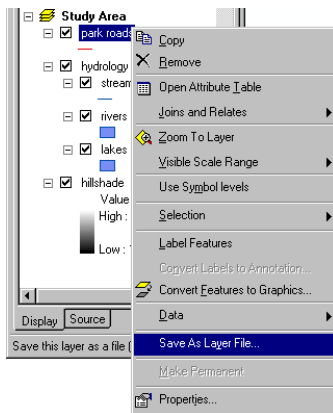 Study Area
park roads
hydrology
stream
rivers
lakes
hillshade
Value
High :
Low :
Display
Source
Save this layer as a file (
Copy
Remove
Open Attribute Table
Joins and Relates
Zoom To Layer
Visible Scale Range
Use Symbol levels
Selection
Label Features
Convert Labels to Annotation...
Convert Features to Graphics...
Data
Save As Layer File...
Make Permanent
Properties...